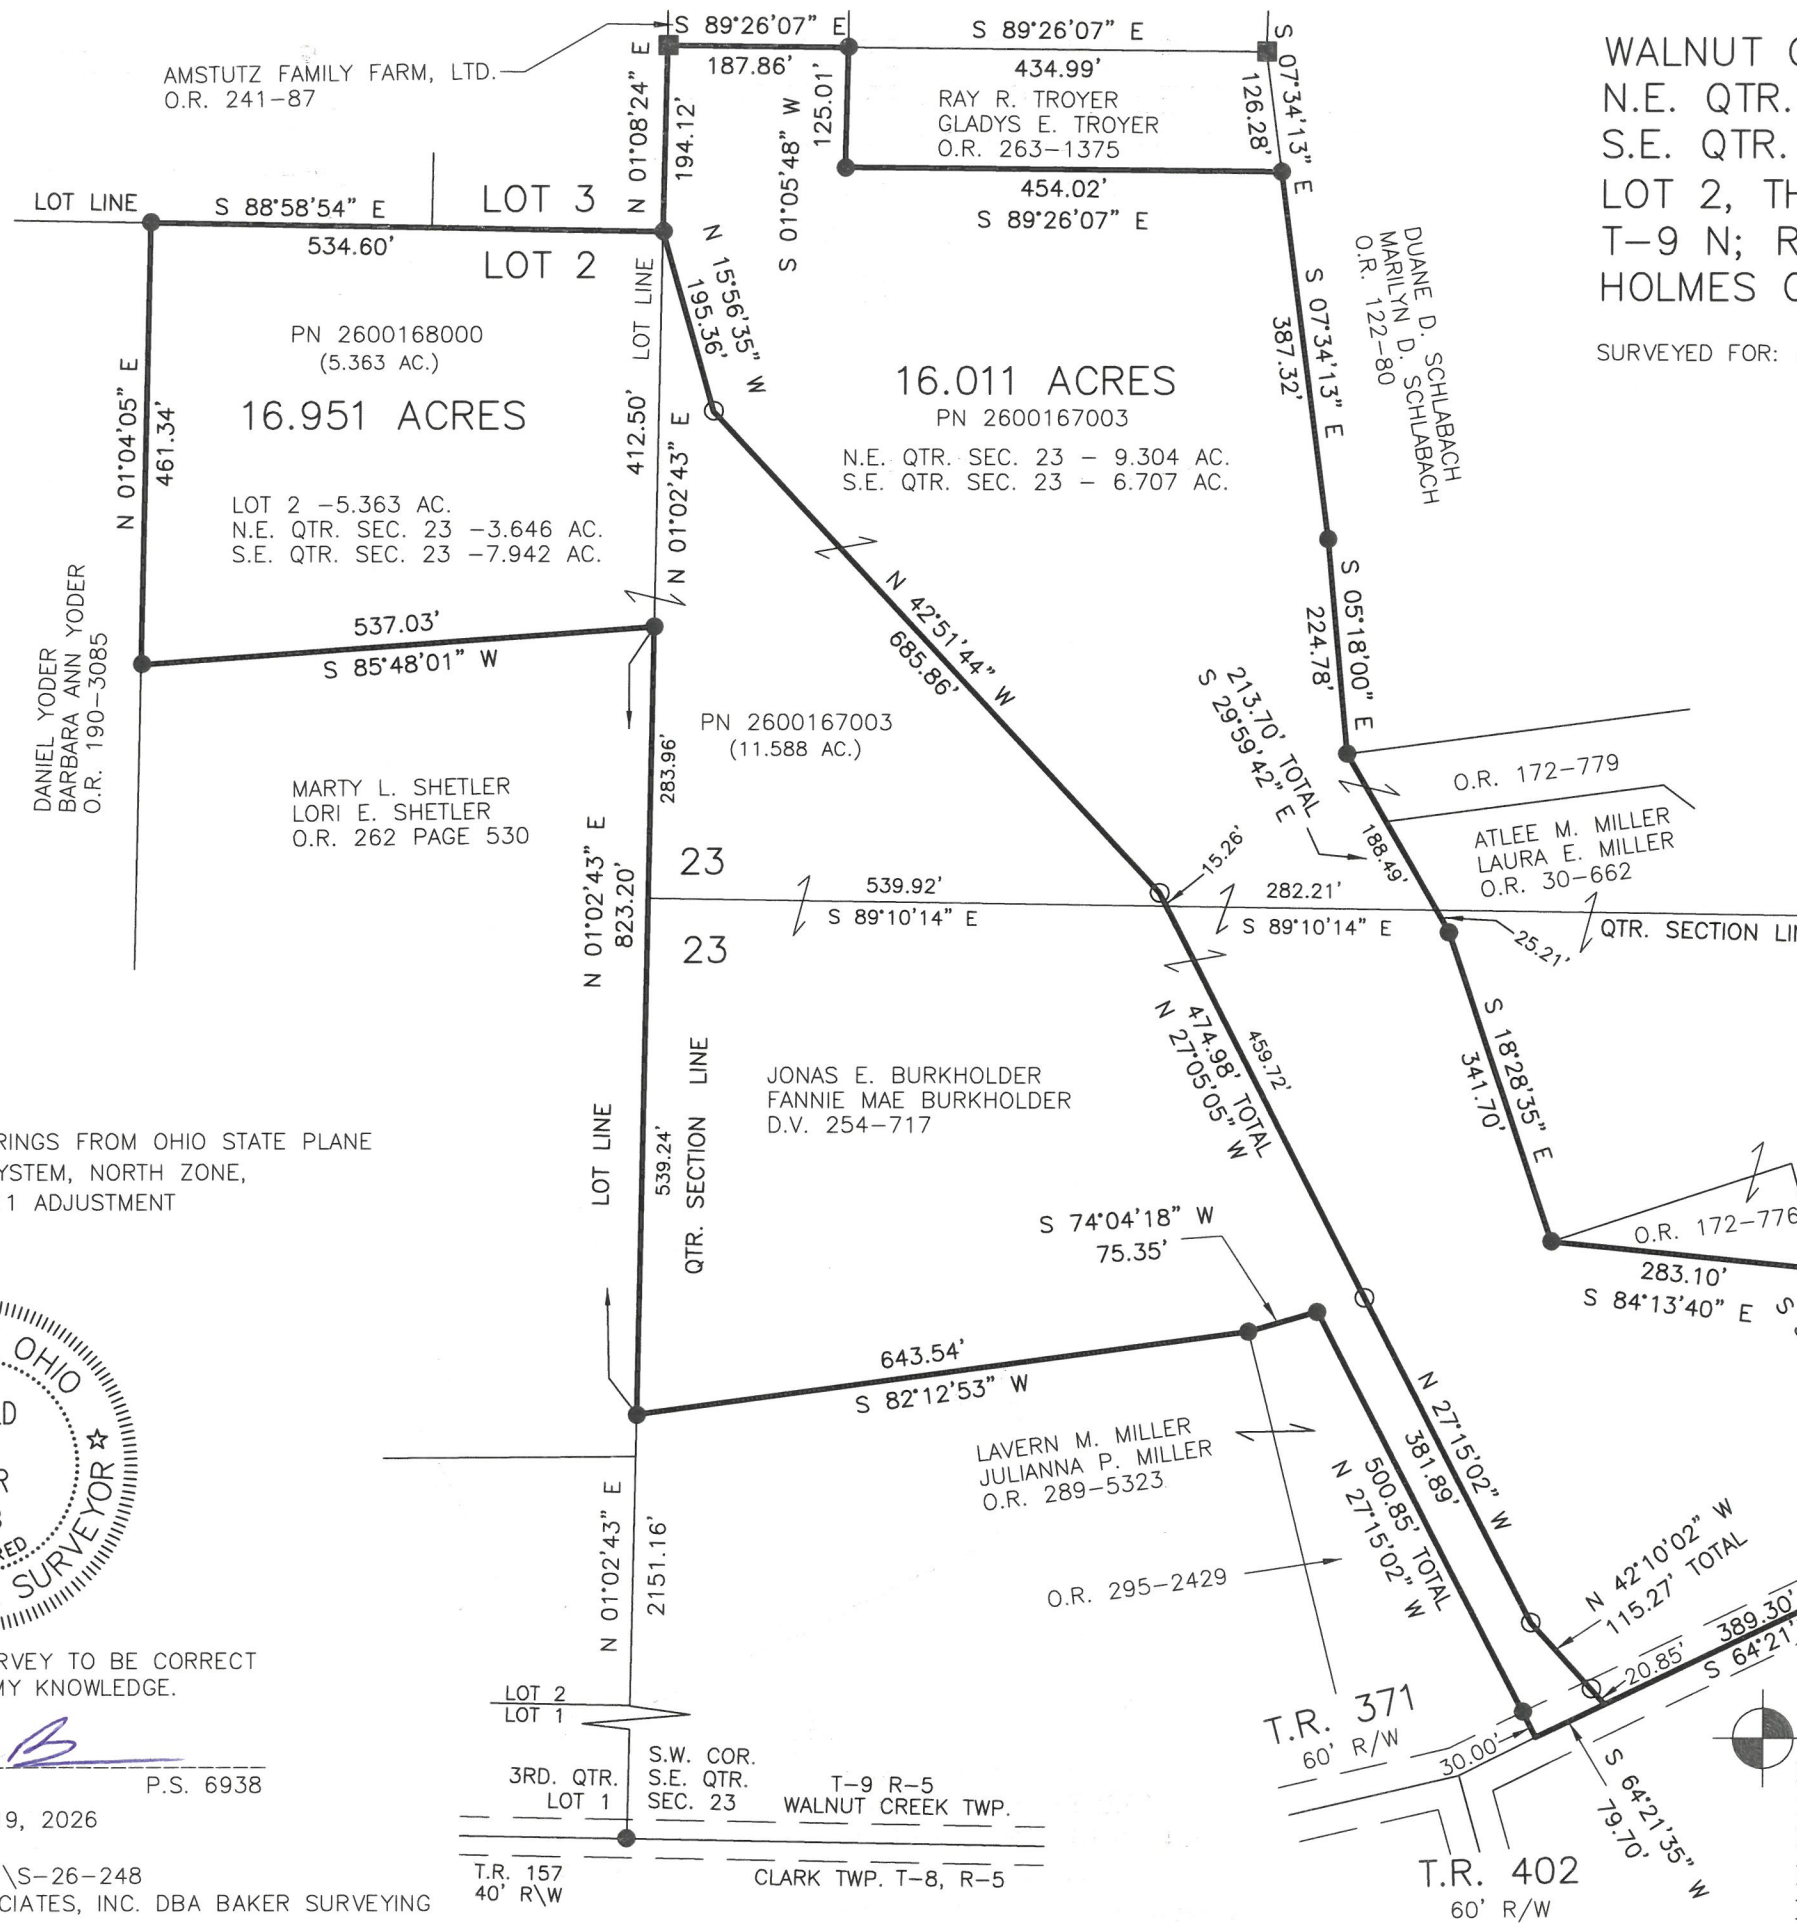 S 89°26'07" E
187.86'
S 89°26'07" E
434.99'
AMSTUTZ FAMILY FARM, LTD.
O.R. 241-87
N 01°08'24" E
194.12'
S 01°05'48" W
125.01'
RAY R. TROYER
GLADYS E. TROYER
O.R. 263-1375
S 07°34'13" E
126.28'
454.02'
S 89°26'07" E
WALNUT C
N.E. QTR.
S.E. QTR.
LOT 2, TH
T-9 N; R
HOLMES C
SURVEYED FOR:
LOT LINE
S 88°58'54" E
534.60'
LOT 3
LOT 2
LOT LINE
N 15°56'35" W
195.36'
PN 2600168000
(5.363 AC.)
16.951 ACRES
LOT 2 -5.363 AC.
N.E. QTR. SEC. 23 -3.646 AC.
S.E. QTR. SEC. 23 -7.942 AC.
N 01°04'05" E
461.34'
412.50'
N 01°02'43" E
16.011 ACRES
PN 2600167003
N.E. QTR. SEC. 23 - 9.304 AC.
S.E. QTR. SEC. 23 - 6.707 AC.
S 07°34'13" E
387.32'
DUANE D. SCHLABACH
MARILYN D. SCHLABACH
O.R. 122-80
DANIEL YODER
BARBARA ANN YODER
O.R. 190-3085
537.03'
S 85°48'01" W
N 42°51'44" W
685.86'
S 05°18'00" E
224.78'
213.70' TOTAL
S 29°59'42" E
188.49'
O.R. 172-779
ATLEE M. MILLER
LAURA E. MILLER
O.R. 30-662
PN 2600167003
(11.588 AC.)
283.96'
MARTY L. SHETLER
LORI E. SHETLER
O.R. 262 PAGE 530
N 01°02'43" E
823.20'
23
539.92'
S 89°10'14" E
23
15.26'
282.21'
S 89°10'14" E
25.21'
QTR. SECTION LIN
474.98' TOTAL
N 27°05'05" W
459.72'
S 18°28'35" E
341.70'
JONAS E. BURKHOLDER
FANNIE MAE BURKHOLDER
D.V. 254-717
LOT LINE
539.24'
QTR. SECTION LINE
RINGS FROM OHIO STATE PLANE
YSTEM, NORTH ZONE,
1 ADJUSTMENT
S 74°04'18" W
75.35'
O.R. 172-776
283.10'
S 84°13'40" E
S
643.54'
S 82°12'53" W
LAVERN M. MILLER
JULIANNA P. MILLER
O.R. 289-5323
O.R. 295-2429
500.85' TOTAL
N 27°15'02" W
N 27°15'02" W
381.89'
N 42°10'02" W
115.27' TOTAL
20.85'
389.30'
S 64°21'
OHIO
LD
R
RED
SURVEYOR
N 01°02'43" E
2151.16'
RVEY TO BE CORRECT
MY KNOWLEDGE.
P.S. 6938
9, 2026
\S-26-248
CIATES, INC. DBA BAKER SURVEYING
LOT 2
LOT 1
3RD. QTR.
LOT 1
S.W. COR.
S.E. QTR.
SEC. 23
T-9 R-5
WALNUT CREEK TWP.
T.R. 157
40' R\W
CLARK TWP. T-8, R-5
T.R. 371
60' R/W
30.00'
S 64°21'35" W
79.70'
T.R. 402
60' R/W